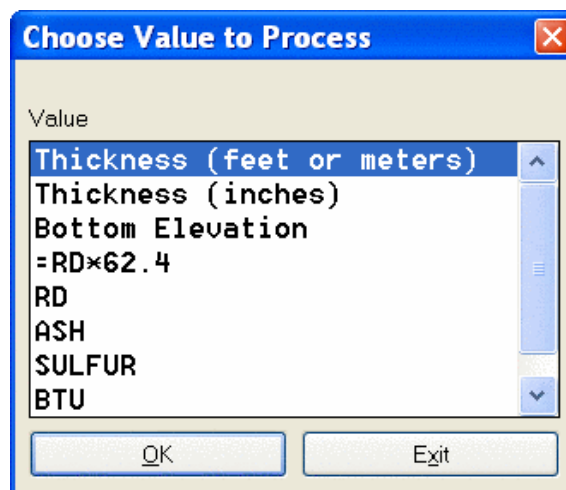 Choose Value to Process
Value
Thickness (feet or meters)
Thickness (inches)
Bottom Elevation
=RD*62.4
RD
ASH
SULFUR
BTU
OK
Exit